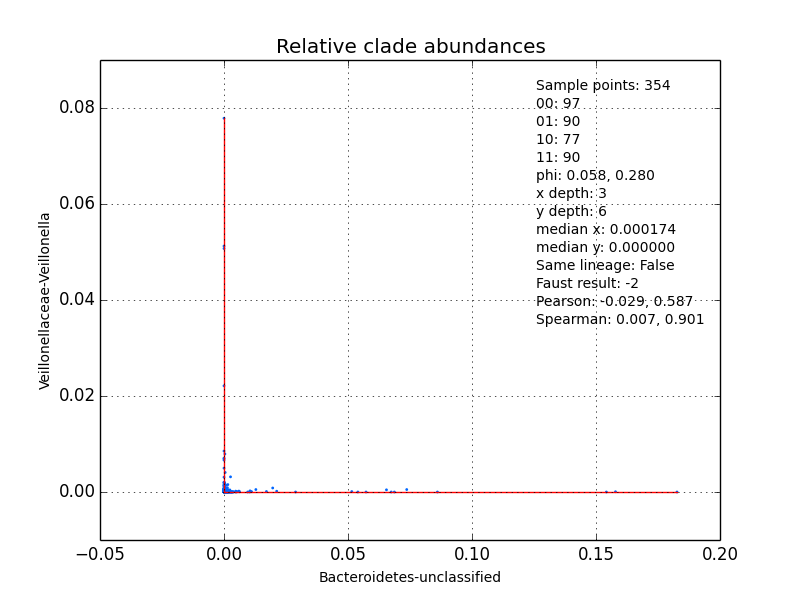 Relative clade abundances
Sample points: 354
00: 97
01: 90
10: 77
11: 90
phi: 0.058, 0.280
x depth: 3
y depth: 6
median x: 0.000174
median y: 0.000000
Same lineage: False
Faust result: -2
Pearson: -0.029, 0.587
Spearman: 0.007, 0.901
Veillonellaceae-Veillonella
0.08
0.06
0.04
0.02
0.00
−0.05 0.00 0.05 0.10 0.15 0.20
Bacteroidetes-unclassified